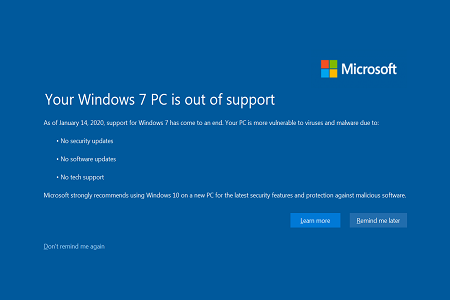 Microsoft
Your Windows 7 PC is out of support
As of January 14, 2020, support for Windows 7 has come to an end. Your PC is more vulnerable to viruses and malware due to:
• No security updates
• No software updates
• No tech support
Microsoft strongly recommends using Windows 10 on a new PC for the latest security features and protection against malicious software.
Learn more
Remind me later
Don't remind me again